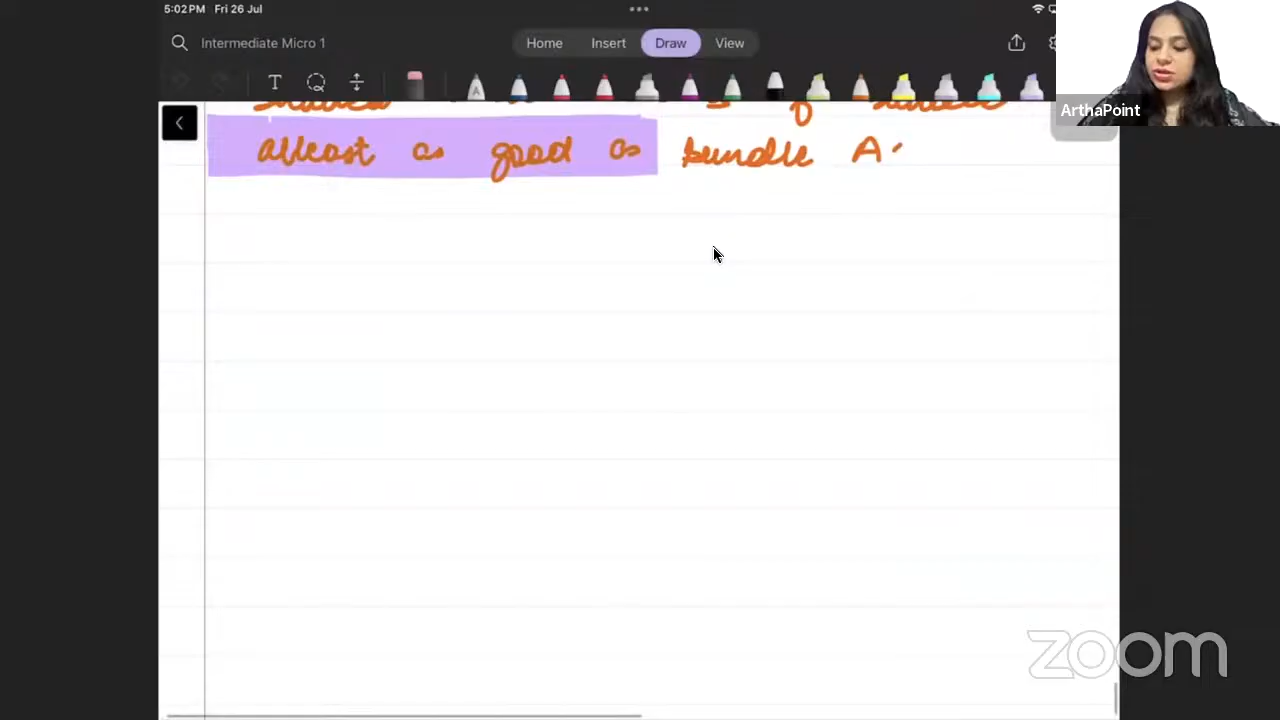 5:02 PM Fri 26 Jul
Intermediate Micro 1
Home Insert Draw View
T
A
ArthaPoint
of
atleast as good as bundle A.
zoom